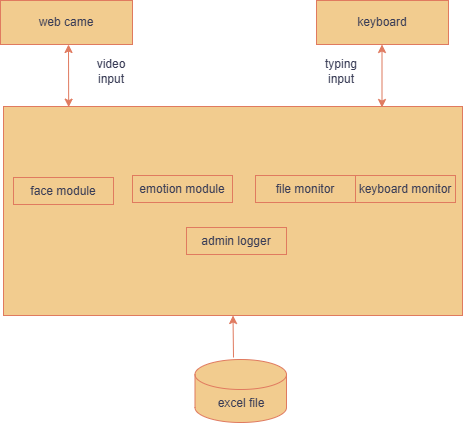 web came
keyboard
video
input
typing
input
face module
emotion module
file monitor
keyboard monitor
admin logger
excel file